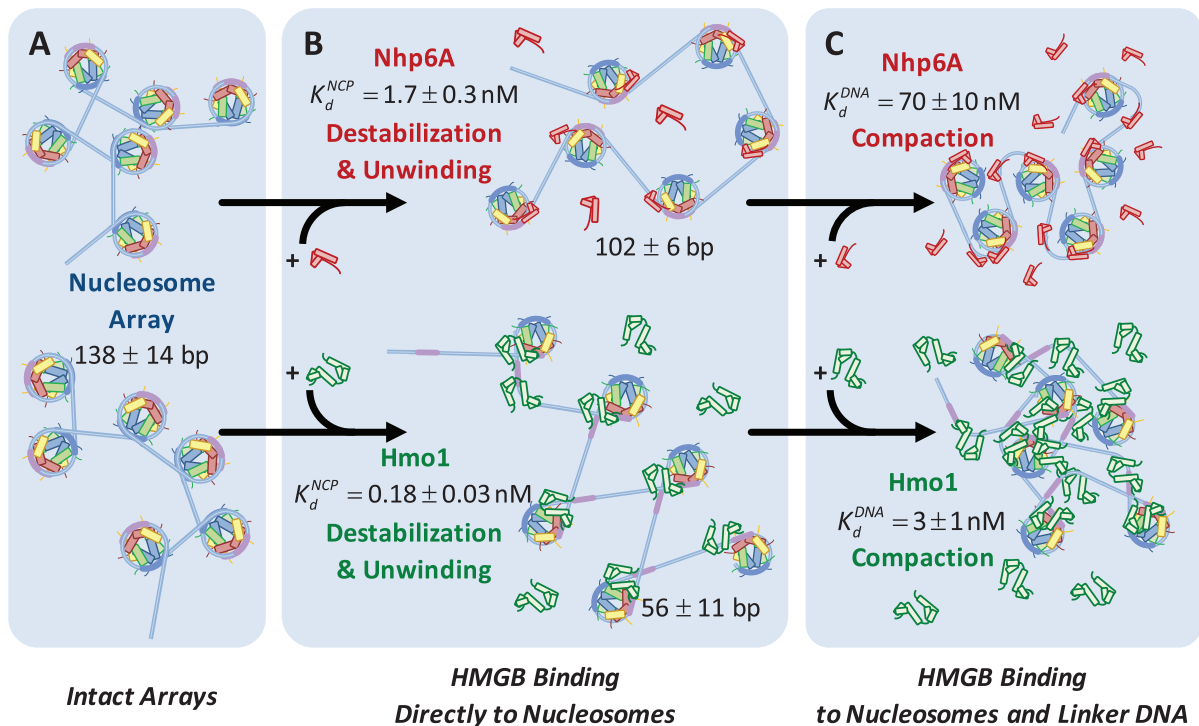 A
Nucleosome
Array
138 ± 14 bp
Intact Arrays
B
Nhp6A
K_d^NCP = 1.7 ± 0.3 nM
Destabilization
& Unwinding
+
102 ± 6 bp
+
Hmo1
K_d^NCP = 0.18 ± 0.03 nM
Destabilization
& Unwinding
56 ± 11 bp
HMGB Binding
Directly to Nucleosomes
C
Nhp6A
K_d^DNA = 70 ± 10 nM
Compaction
+
+
Hmo1
K_d^DNA = 3 ± 1 nM
Compaction
HMGB Binding
to Nucleosomes and Linker DNA